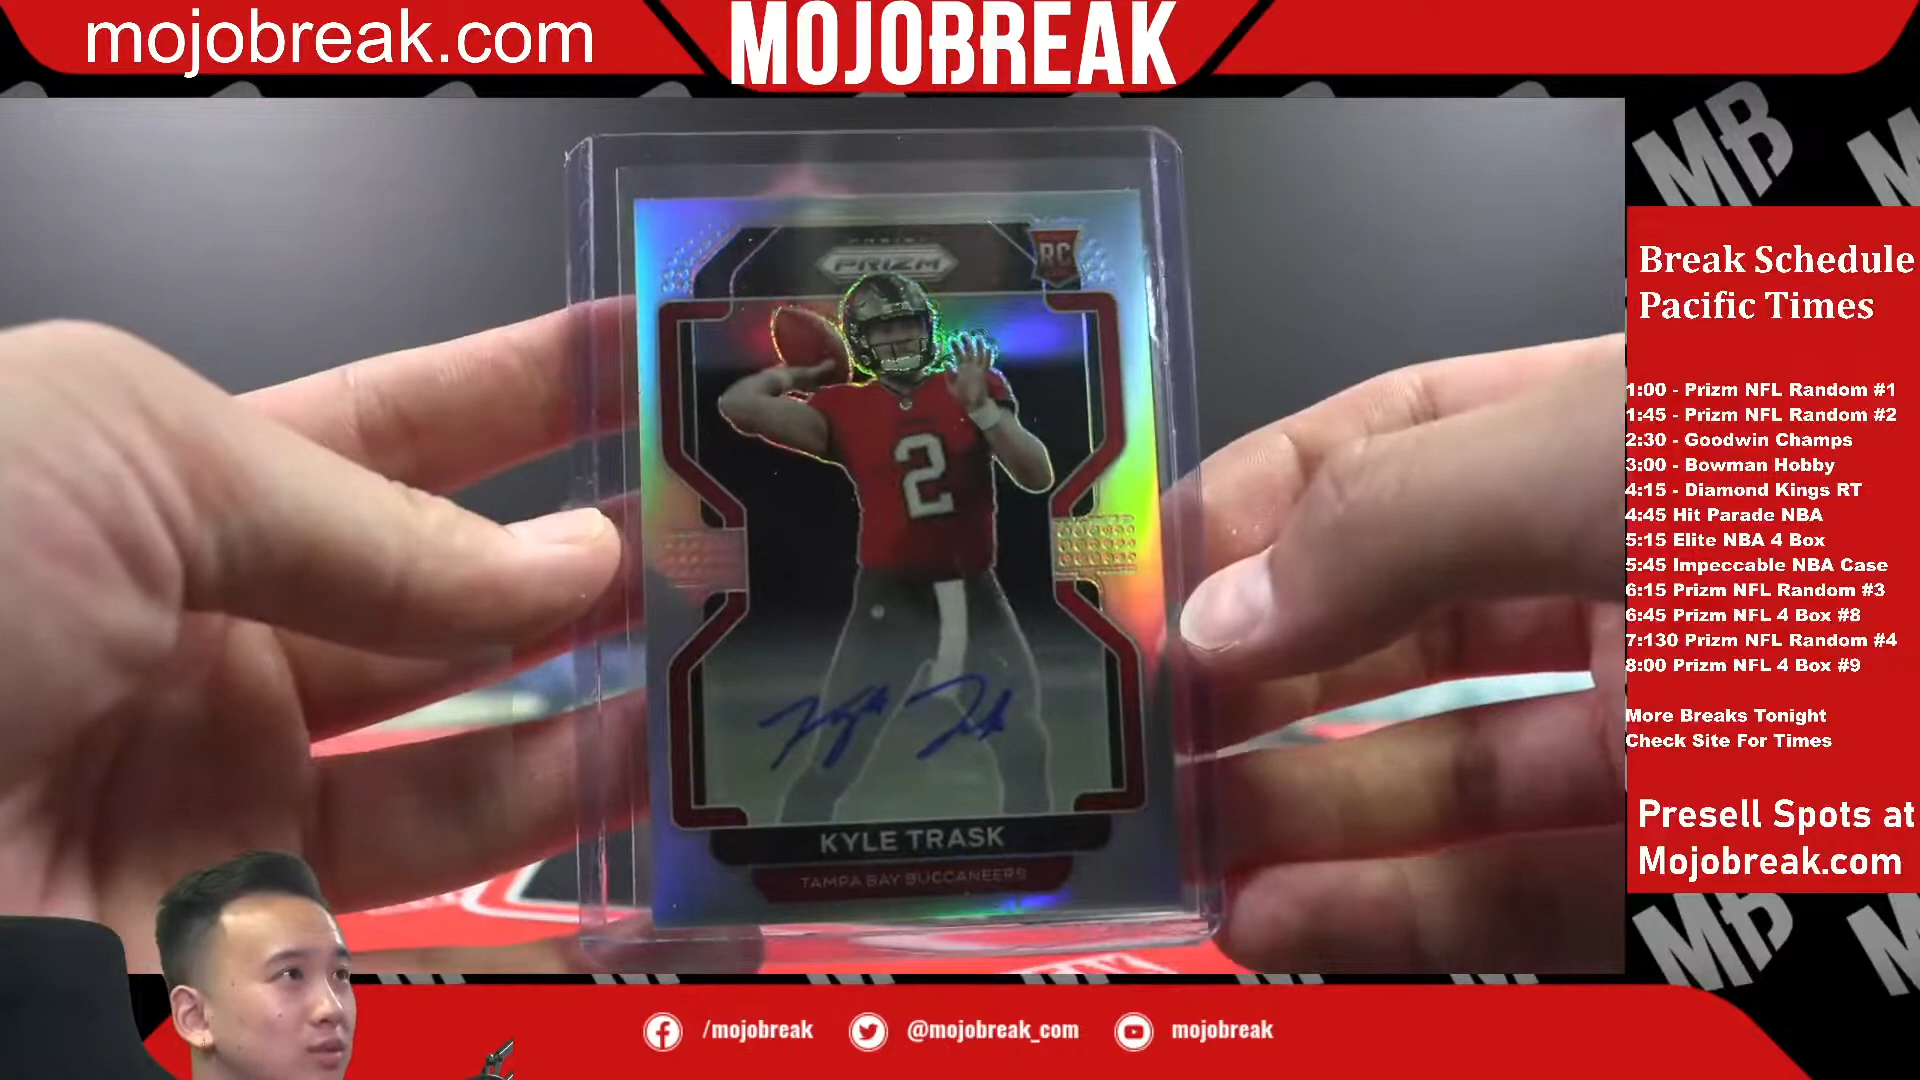 mojobreak.com
MOJOBREAK
MB
PANINI
PRIZM
RC
2
KYLE TRASK
TAMPA BAY BUCCANEERS
Break Schedule
Pacific Times
1:00 - Prizm NFL Random #1
1:45 - Prizm NFL Random #2
2:30 - Goodwin Champs
3:00 - Bowman Hobby
4:15 - Diamond Kings RT
4:45 Hit Parade NBA
5:15 Elite NBA 4 Box
5:45 Impeccable NBA Case
6:15 Prizm NFL Random #3
6:45 Prizm NFL 4 Box #8
7:130 Prizm NFL Random #4
8:00 Prizm NFL 4 Box #9
More Breaks Tonight
Check Site For Times
Presell Spots at
Mojobreak.com
MB
/mojobreak
@mojobreak_com
mojobreak